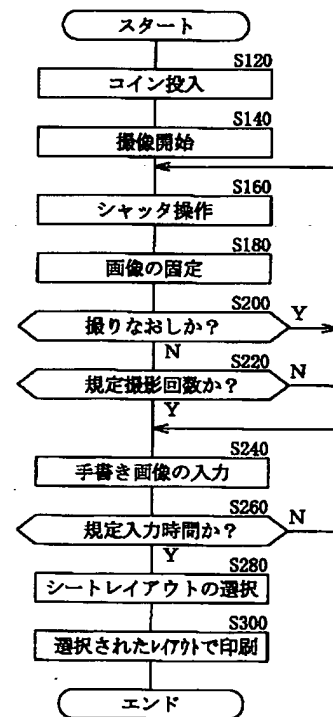 スタート
S120
コイン投入
S140
撮像開始
S160
シャッタ操作
S180
画像の固定
S200
撮りなおしか？ Y
N
S220
規定撮影回数か？ N
Y
S240
手書き画像の入力
S260
規定入力時間か？ N
Y
S280
シートレイアウトの選択
S300
選択されたレイアウトで印刷
エンド